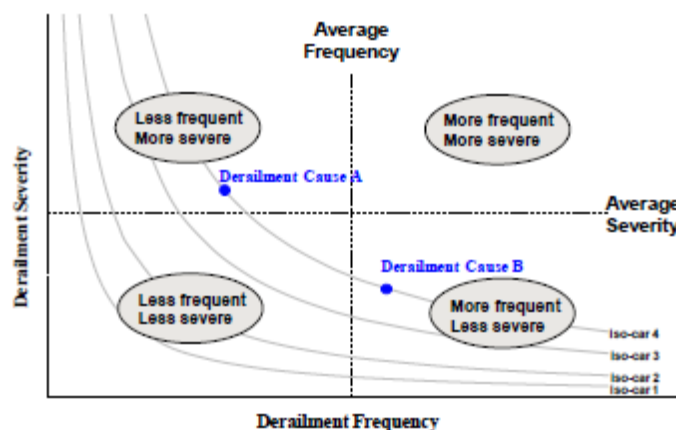 Average
Frequency
Less frequent
More severe
More frequent
More severe
Derailment Cause A
Derailment Severity
Average
Severity
Derailment Cause B
Less frequent
Less severe
More frequent
Less severe
Iso-car 4
Iso-car 3
Iso-car 2
Iso-car 1
Derailment Frequency